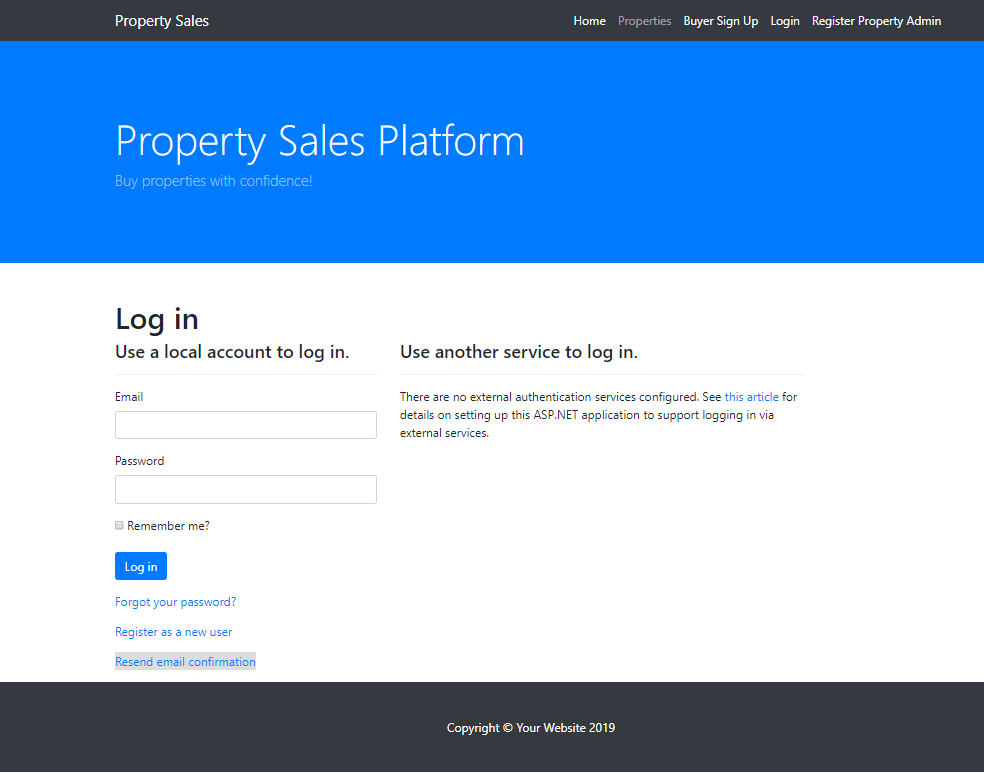 Property Sales
Home Properties Buyer Sign Up Login Register Property Admin
Property Sales Platform
Buy properties with confidence!
Log in
Use a local account to log in.
Email
Password
Remember me?
Log in
Forgot your password?
Register as a new user
Resend email confirmation
Use another service to log in.
There are no external authentication services configured. See this article for
details on setting up this ASP.NET application to support logging in via
external services.
Copyright © Your Website 2019